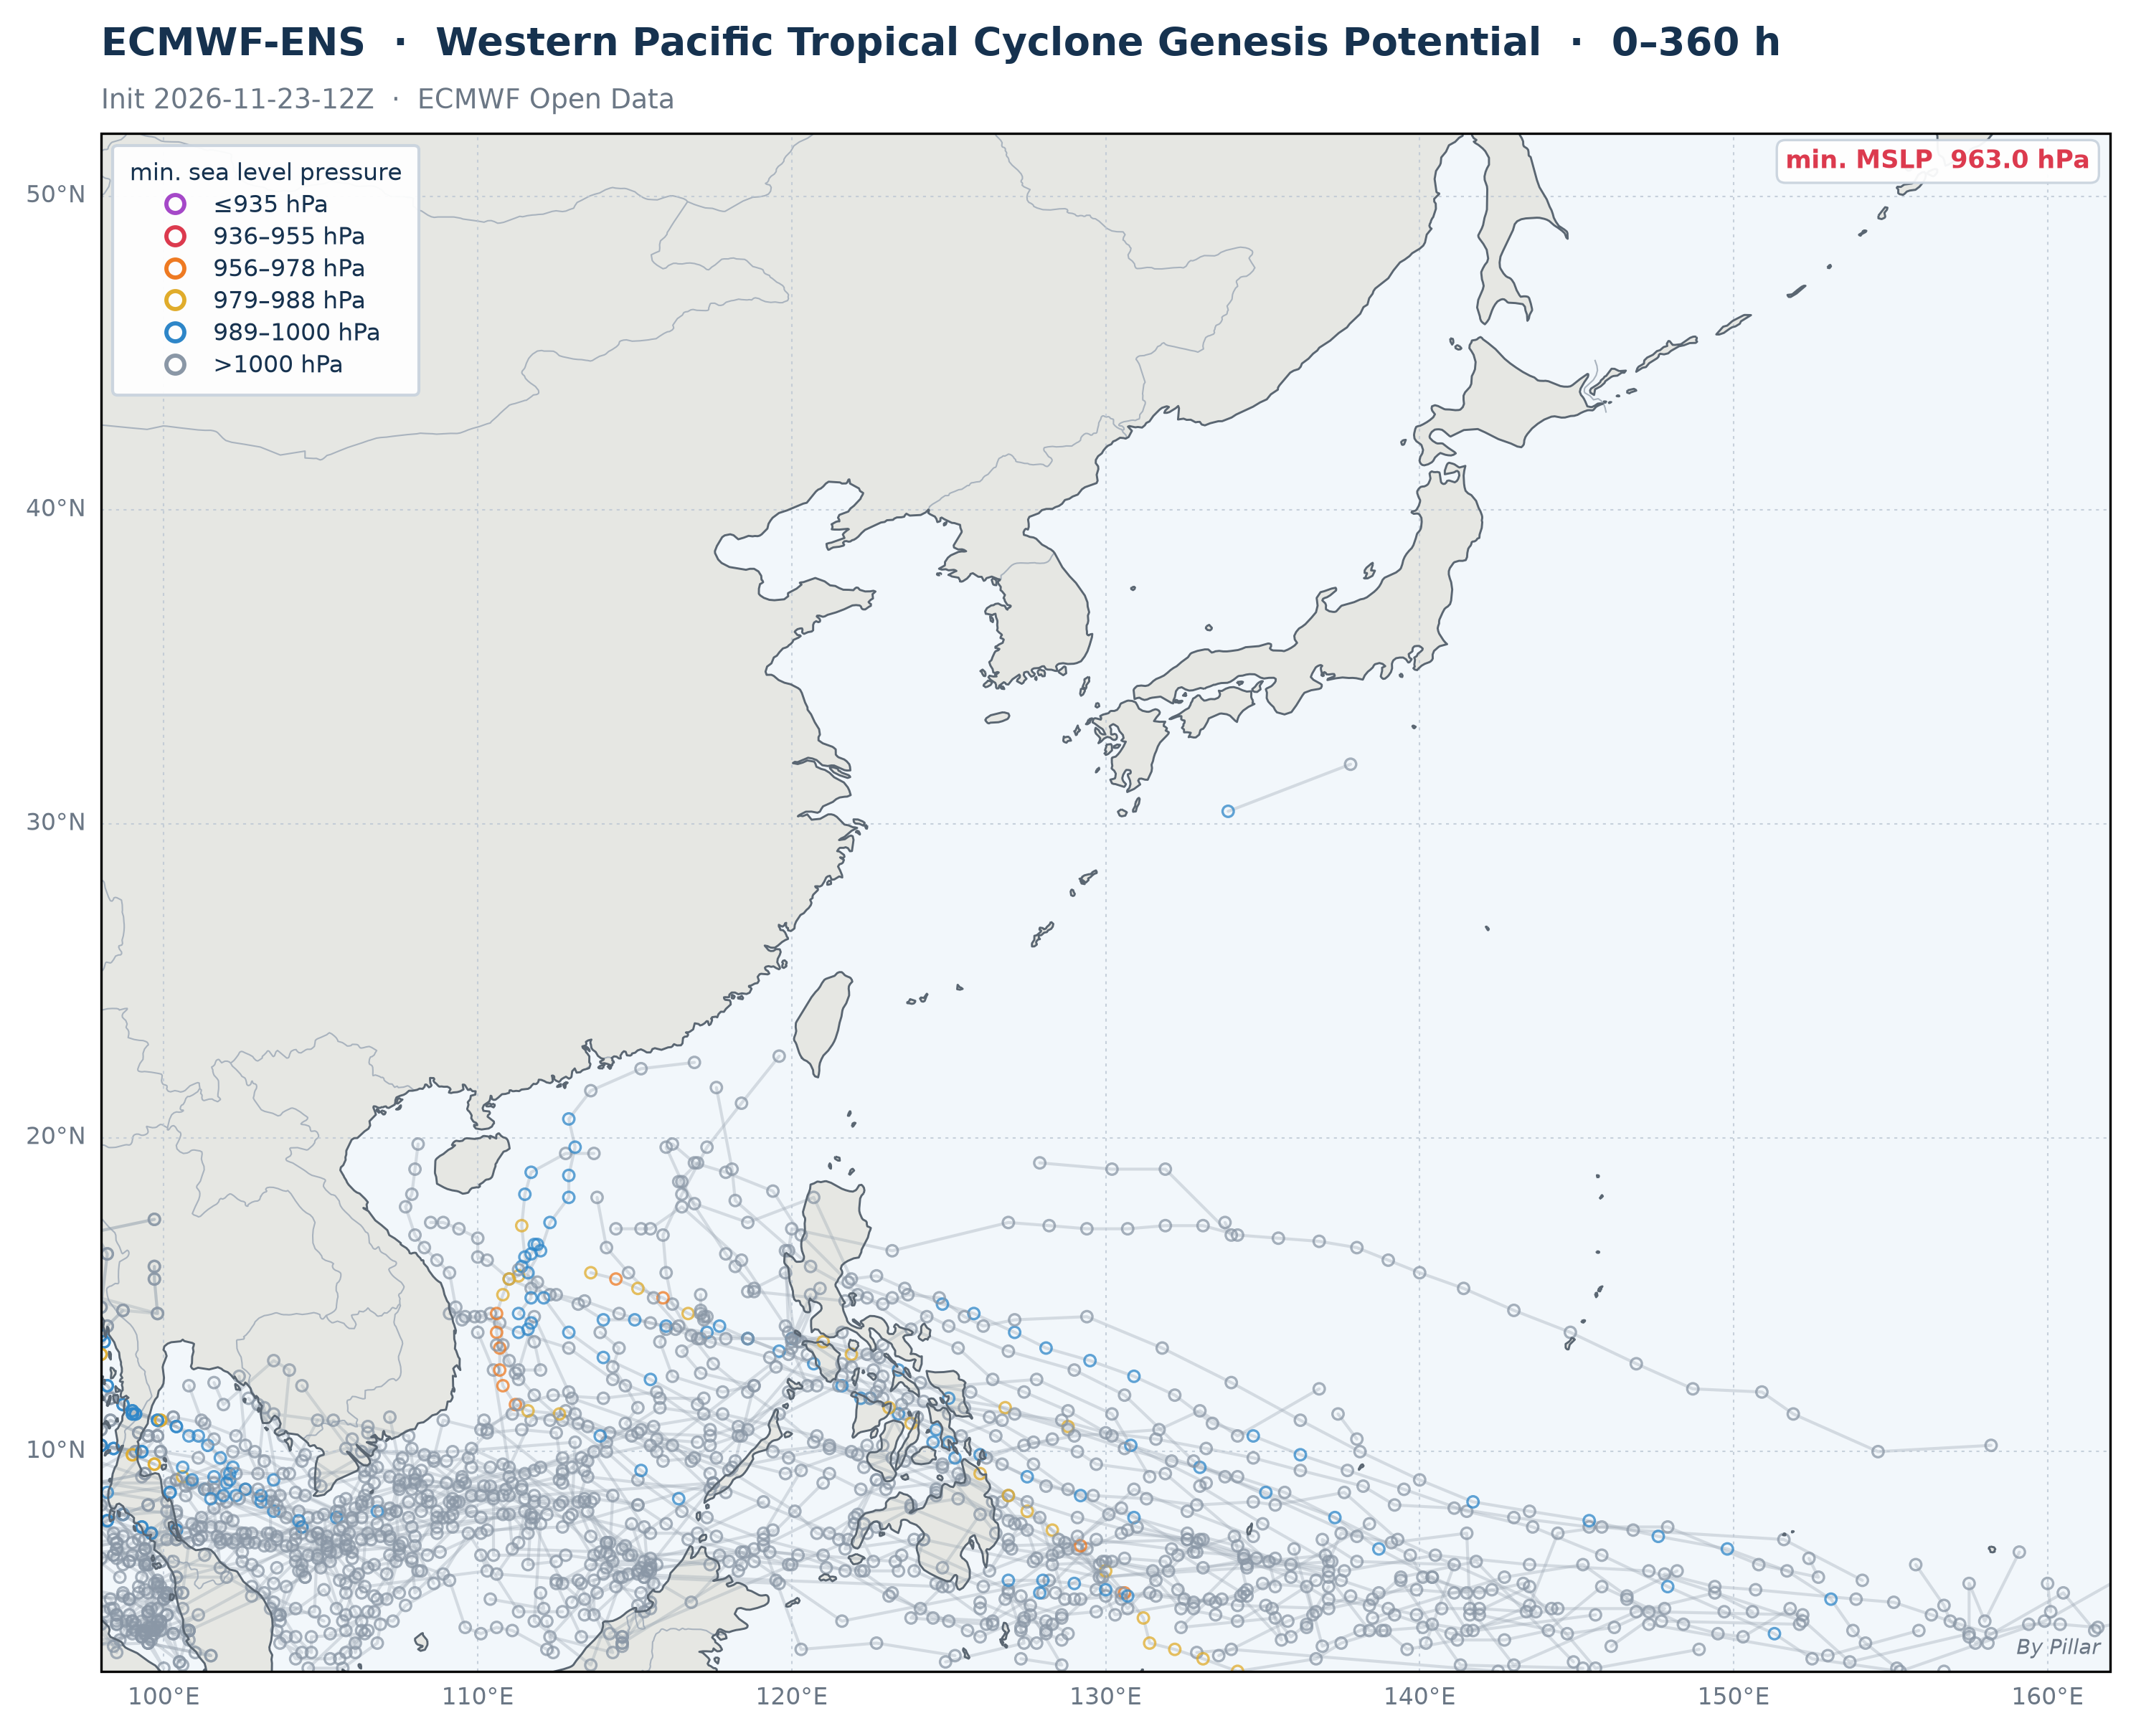 ECMWF-ENS · Western Pacific Tropical Cyclone Genesis Potential · 0–360 h
Init 2026-11-23-12Z · ECMWF Open Data
min. sea level pressure
≤935 hPa
936–955 hPa
956–978 hPa
979–988 hPa
989–1000 hPa
>1000 hPa
min. MSLP 963.0 hPa
50°N
40°N
30°N
20°N
10°N
By Pillar
100°E 110°E 120°E 130°E 140°E 150°E 160°E